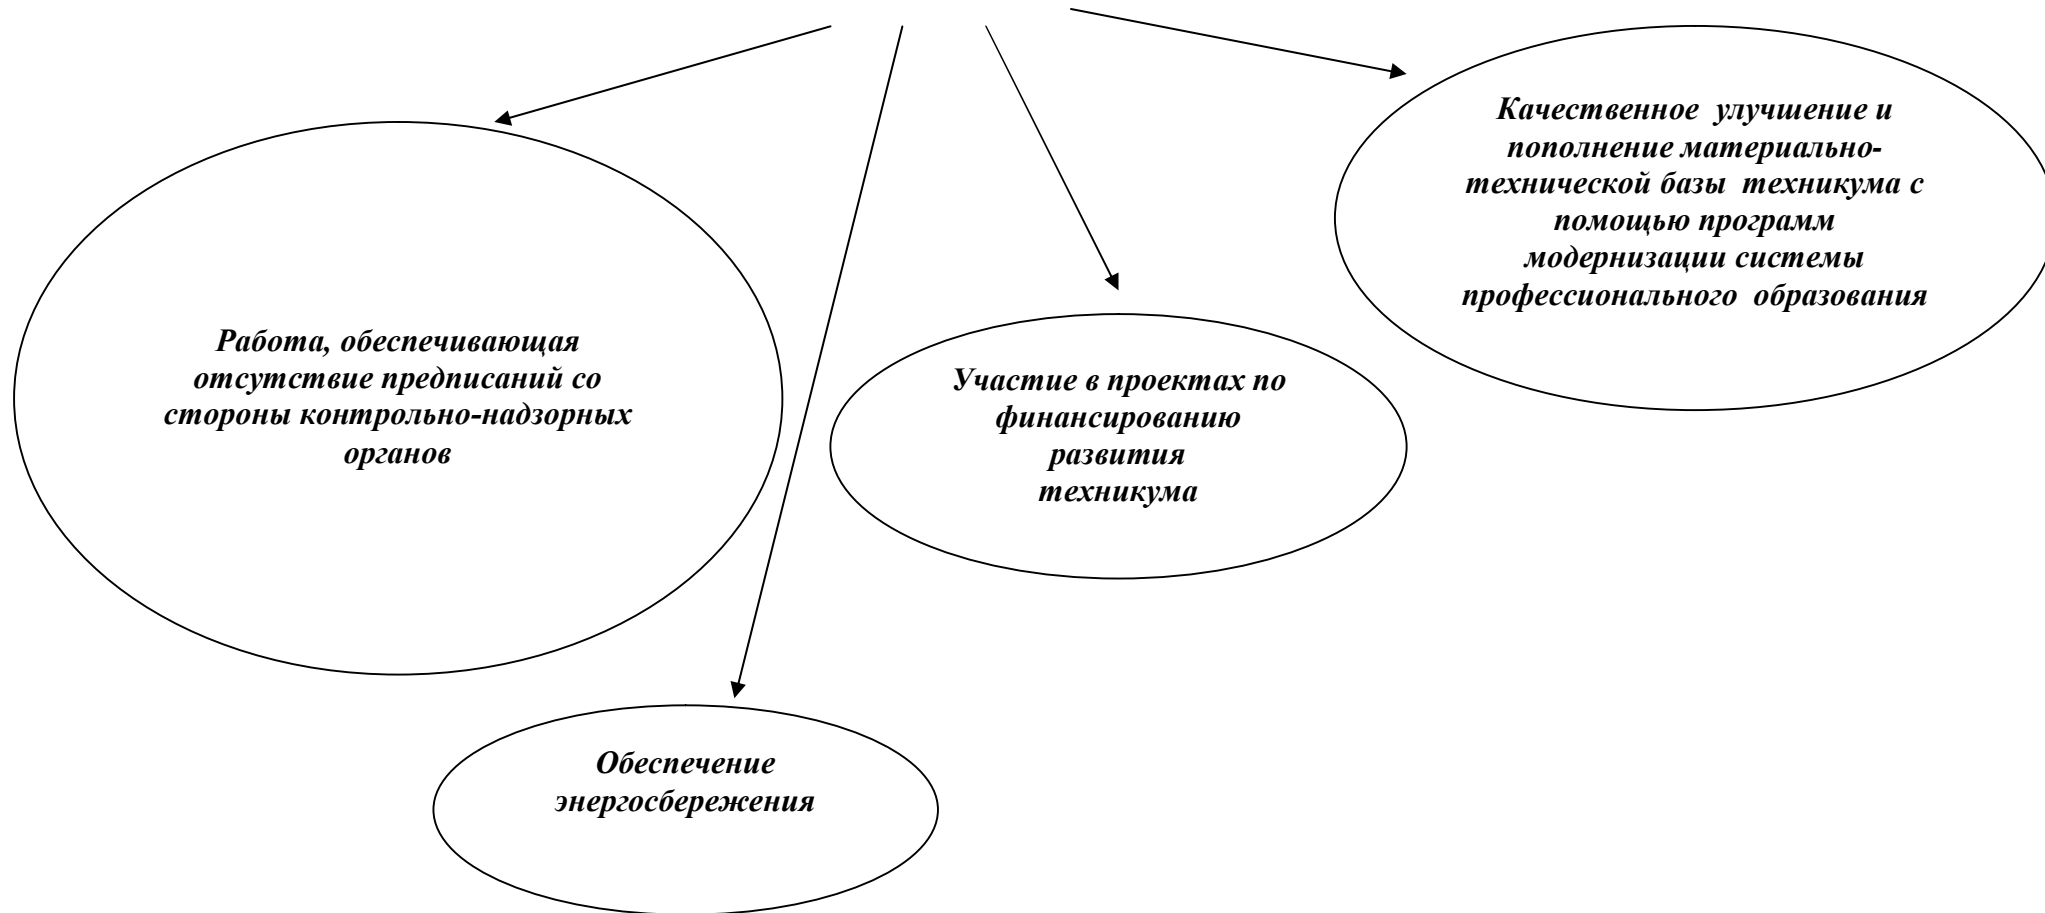 Качественное улучшение и
пополнение материально-
технической базы техникума с
помощью программ
модернизации системы
профессионального образования
Работа, обеспечивающая
отсутствие предписаний со
стороны контрольно-надзорных
органов
Участие в проектах по
финансированию
развития
техникума
Обеспечение
энергосбережения